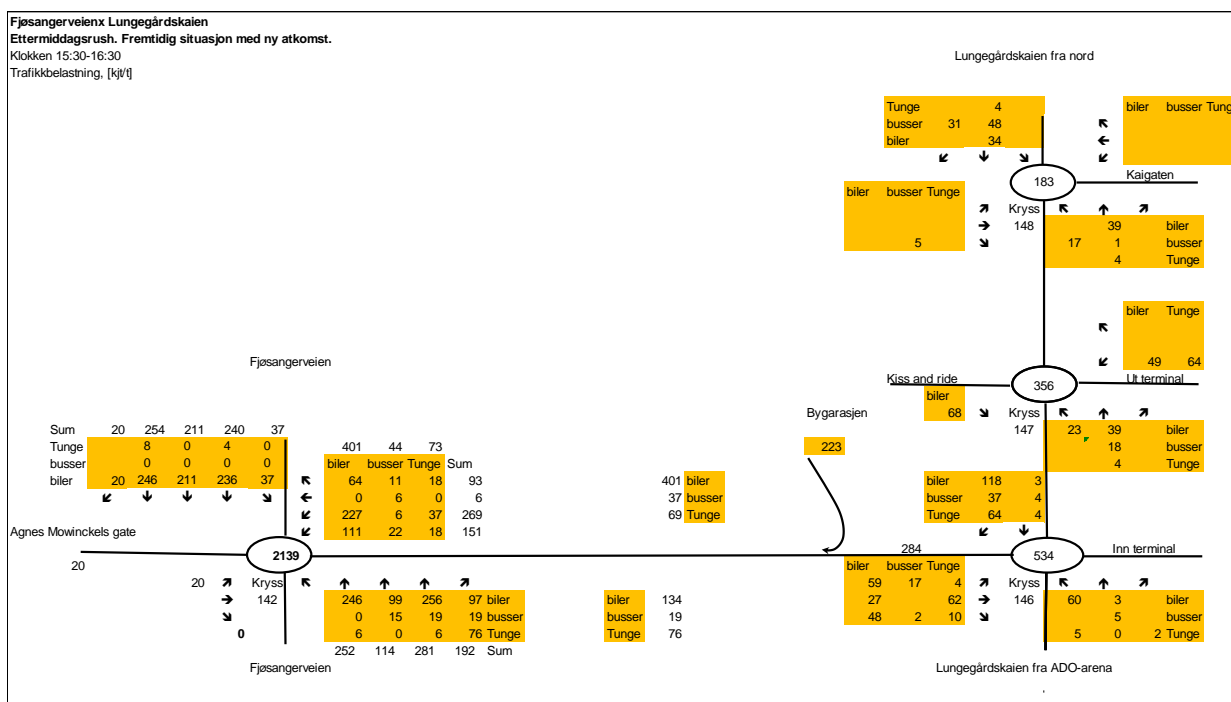 Fjøsangerveienx Lungegårdskaien
Ettermiddagsrush. Fremtidig situasjon med ny atkomst.
Klokken 15:30-16:30
Trafikkbelastning, [kjt/t]
Lungegårdskaien fra nord
Tunge 4
busser 31 48
biler 34
biler busser Tung
183
Kaigaten
biler busser Tunge
5
Kryss
148
39 biler
17 1 busser
4 Tunge
biler Tunge
49 64
Fjøsangerveien
Kiss and ride
biler
68
356
Ut terminal
Kryss
147
23 39 biler
18 busser
4 Tunge
Bygarasjen
223
Sum 20 254 211 240 37
Tunge 8 0 4 0
busser 0 0 0 0
biler 20 246 211 236 37
401 44 73
biler busser Tunge Sum
64 11 18 93
0 6 0 6
227 6 37 269
111 22 18 151
401 biler
37 busser
69 Tunge
biler 118 3
busser 37 4
Tunge 64 4
Agnes Mowinckels gate
20
2139
284
534
Inn terminal
20
Kryss
142
0
246 99 256 97 biler
0 15 19 19 busser
6 0 6 76 Tunge
252 114 281 192 Sum
biler 134
busser 19
Tunge 76
biler busser Tunge
59 17 4
27 62
48 2 10
Kryss
146
60 3 biler
5 busser
5 0 2 Tunge
Fjøsangerveien
Lungegårdskaien fra ADO-arena